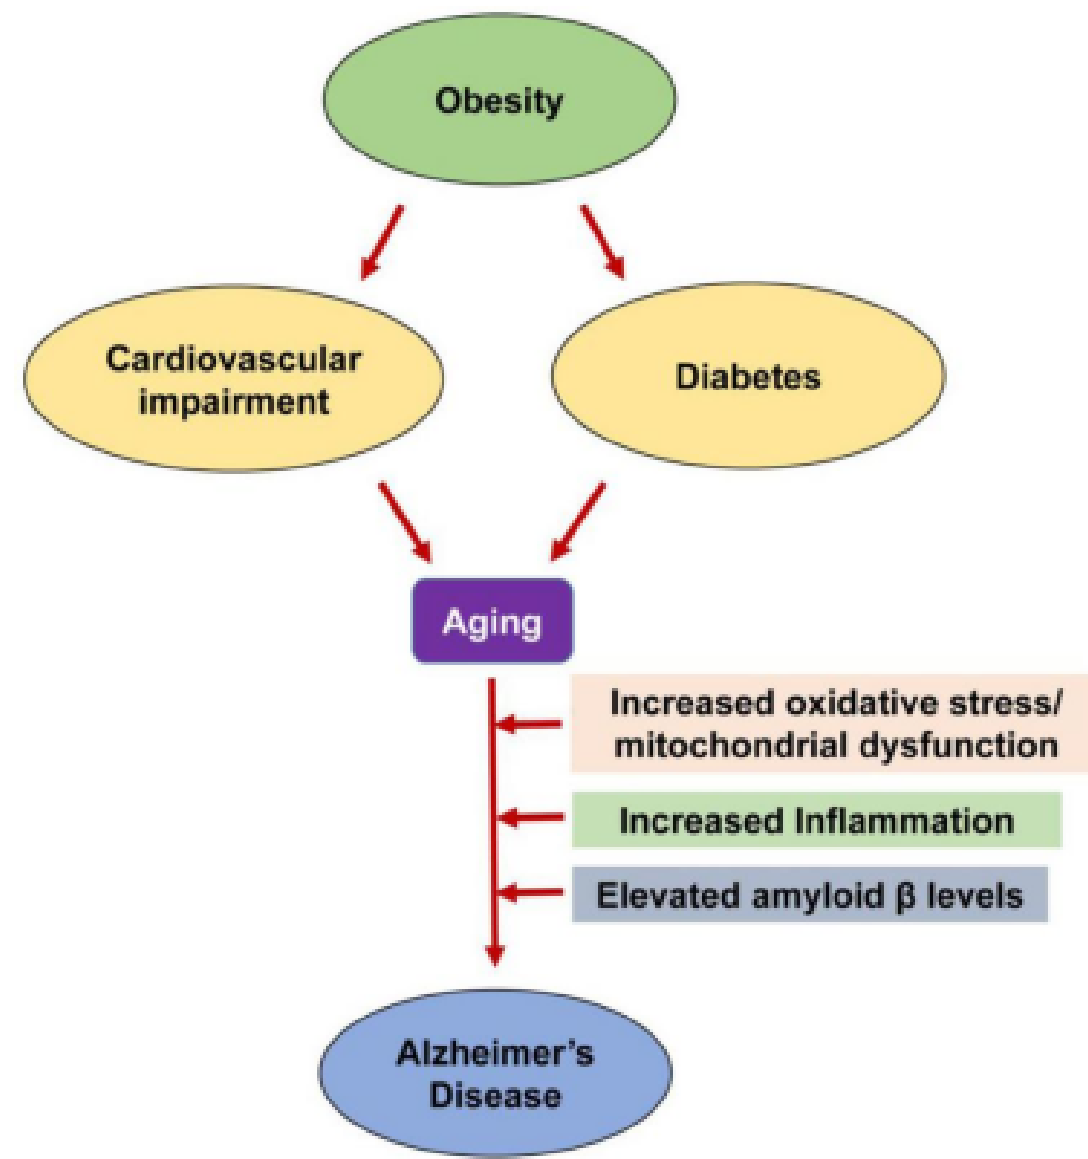 Obesity
Cardiovascular
impairment
Diabetes
Aging
Increased oxidative stress/
mitochondrial dysfunction
Increased Inflammation
Elevated amyloid β levels
Alzheimer’s
Disease